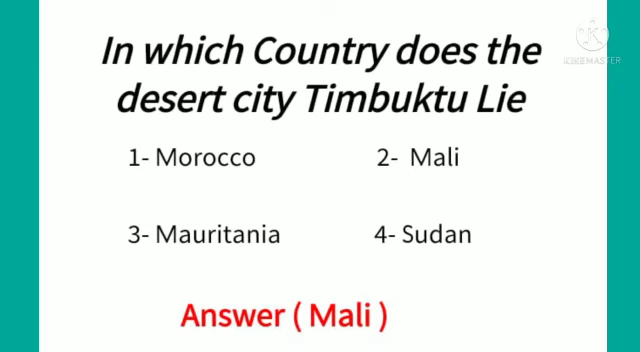 In which Country does the
desert city Timbuktu Lie
KINEMASTER
1- Morocco 2- Mali
3- Mauritania 4- Sudan
Answer ( Mali )